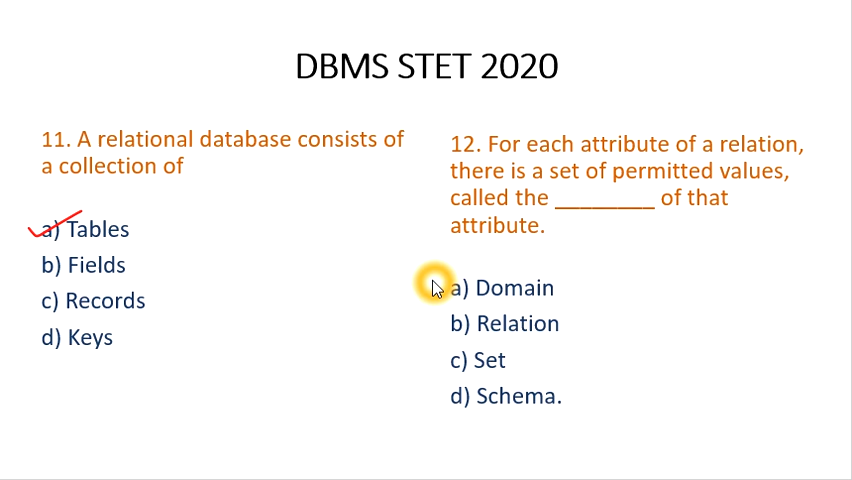 DBMS STET 2020
11. A relational database consists of
a collection of
a) Tables
b) Fields
c) Records
d) Keys
12. For each attribute of a relation,
there is a set of permitted values,
called the _________ of that
attribute.
a) Domain
b) Relation
c) Set
d) Schema.